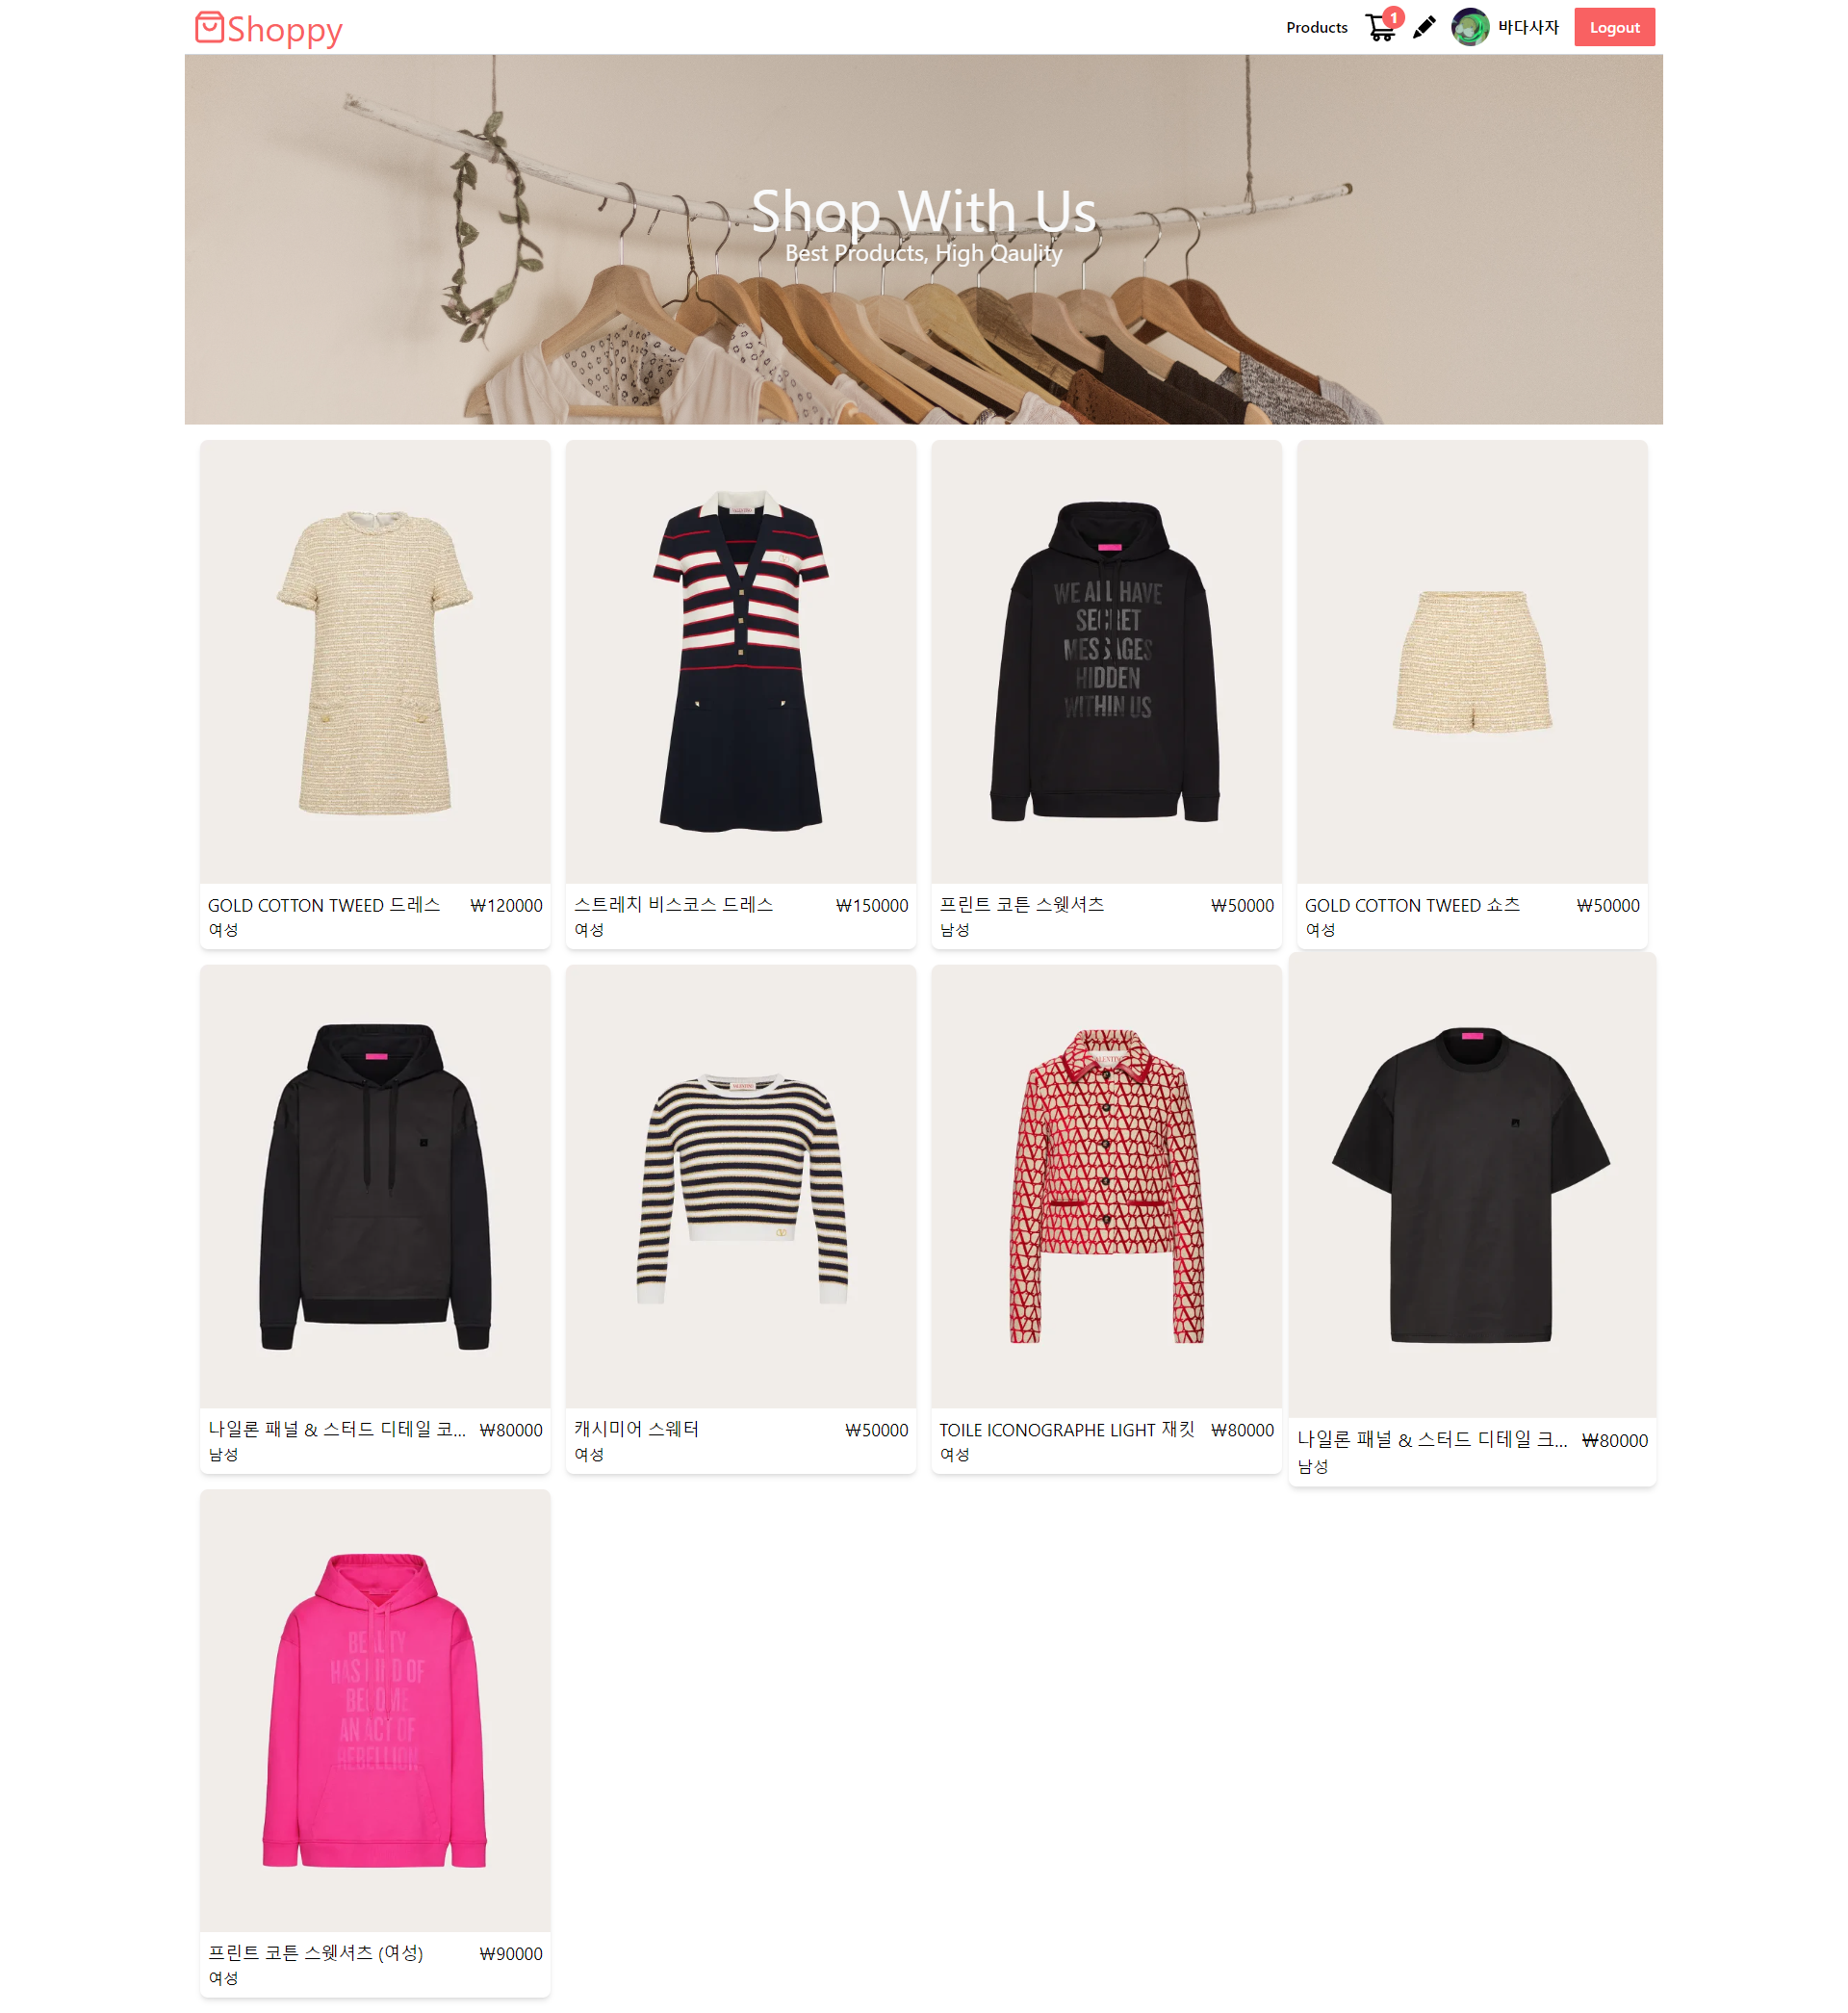 Shoppy
Products
1
바다사자
Logout
Shop With Us
Best Products, High Qaulity
WE ALL HAVE
SECRET
MESSAGES
HIDDEN
WITHIN US
GOLD COTTON TWEED 드레스 ₩120000
여성
스트레치 비스코스 드레스 ₩150000
여성
프린트 코튼 스웻셔츠 ₩50000
남성
GOLD COTTON TWEED 쇼츠 ₩50000
여성
VALENTINO
나일론 패널 & 스터드 디테일 코... ₩80000
남성
캐시미어 스웨터 ₩50000
여성
TOILE ICONOGRAPHE LIGHT 재킷 ₩80000
여성
나일론 패널 & 스터드 디테일 크... ₩80000
남성
BEAUTY
HAS KIND OF
BECOME
AN ACT OF
REBELLION
프린트 코튼 스웻셔츠 (여성) ₩90000
여성